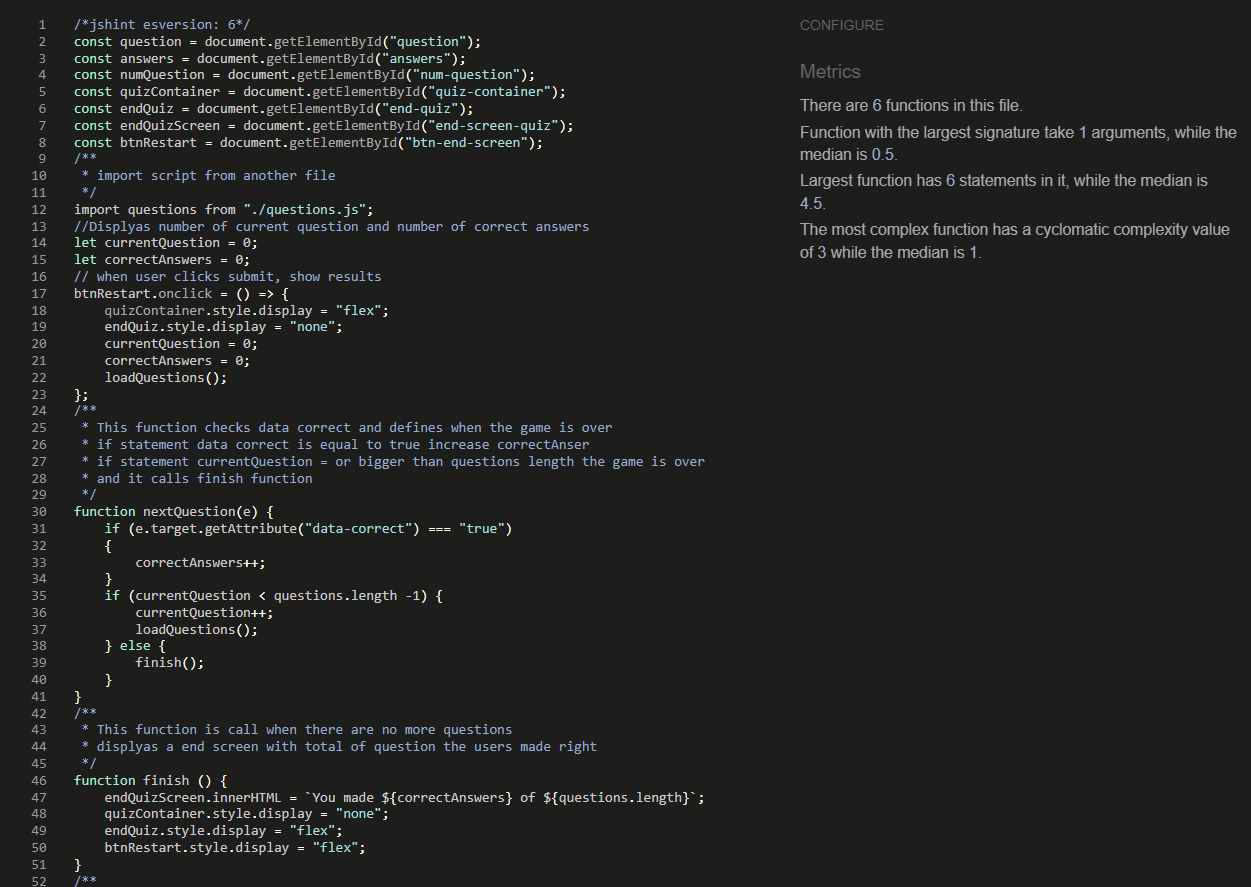 1 /*jshint esversion: 6*/
2 const question = document.getElementById("question");
3 const answers = document.getElementById("answers");
4 const numQuestion = document.getElementById("num-question");
5 const quizContainer = document.getElementById("quiz-container");
6 const endQuiz = document.getElementById("end-quiz");
7 const endQuizScreen = document.getElementById("end-screen-quiz");
8 const btnRestart = document.getElementById("btn-end-screen");
9 /**
10  * import script from another file
11  */
12 import questions from "./questions.js";
13 //Displyas number of current question and number of correct answers
14 let currentQuestion = 0;
15 let correctAnswers = 0;
16 // when user clicks submit, show results
17 btnRestart.onclick = () => {
18     quizContainer.style.display = "flex";
19     endQuiz.style.display = "none";
20     currentQuestion = 0;
21     correctAnswers = 0;
22     loadQuestions();
23 };
24 /**
25  * This function checks data correct and defines when the game is over
26  * if statement data correct is equal to true increase correctAnser
27  * if statement currentQuestion = or bigger than questions length the game is over
28  * and it calls finish function
29  */
30 function nextQuestion(e) {
31     if (e.target.getAttribute("data-correct") === "true")
32     {
33         correctAnswers++;
34     }
35     if (currentQuestion < questions.length -1) {
36         currentQuestion++;
37         loadQuestions();
38     } else {
39         finish();
40     }
41 }
42 /**
43  * This function is call when there are no more questions
44  * displyas a end screen with total of question the users made right
45  */
46 function finish () {
47     endQuizScreen.innerHTML = `You made ${correctAnswers} of ${questions.length}`;
48     quizContainer.style.display = "none";
49     endQuiz.style.display = "flex";
50     btnRestart.style.display = "flex";
51 }
52 /**
CONFIGURE
Metrics
There are 6 functions in this file.
Function with the largest signature take 1 arguments, while the
median is 0.5.
Largest function has 6 statements in it, while the median is
4.5.
The most complex function has a cyclomatic complexity value
of 3 while the median is 1.